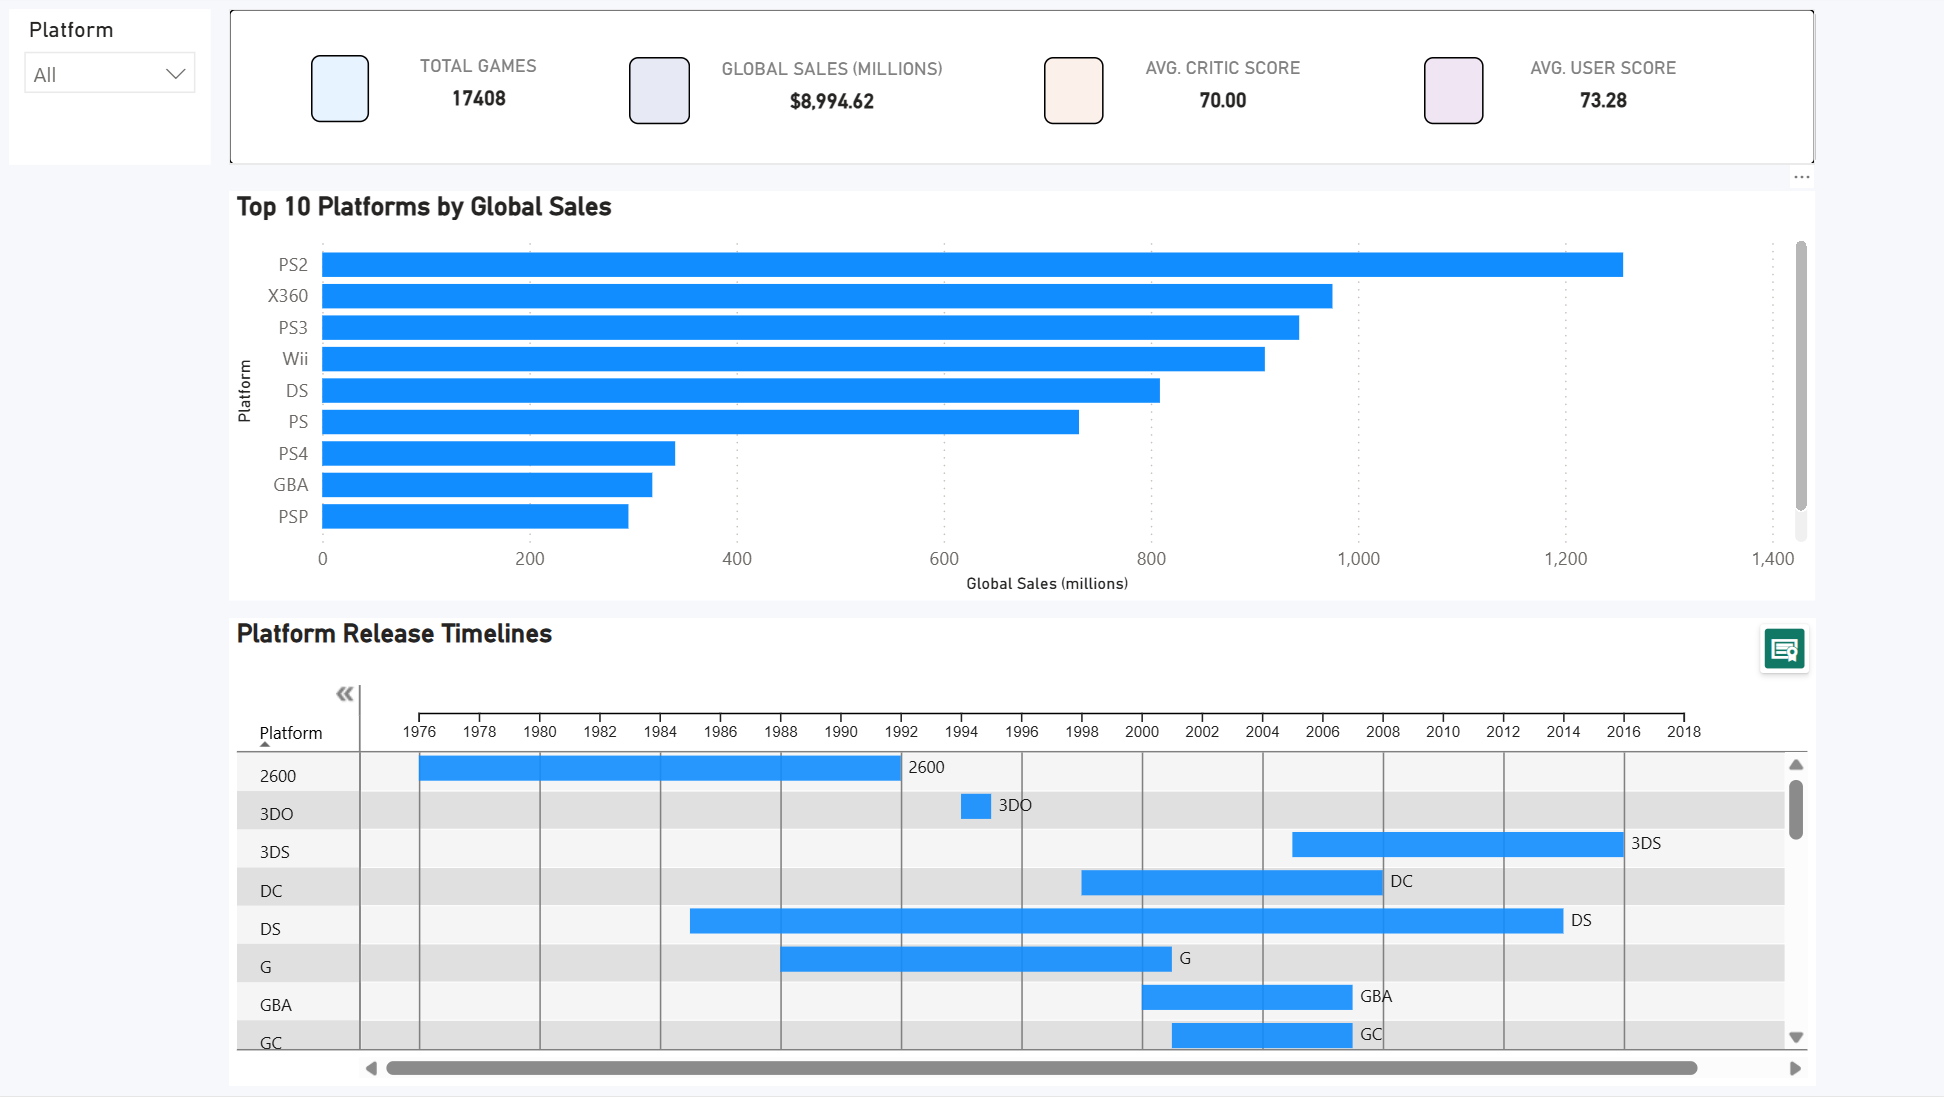 Platform
All
TOTAL GAMES
17408
GLOBAL SALES (MILLIONS)
$8,994.62
AVG. CRITIC SCORE
70.00
AVG. USER SCORE
73.28
Top 10 Platforms by Global Sales
Platform
PS2
X360
PS3
Wii
DS
PS
PS4
GBA
PSP
0 200 400 600 800 1,000 1,200 1,400
Global Sales (millions)
Platform Release Timelines
Platform
1976 1978 1980 1982 1984 1986 1988 1990 1992 1994 1996 1998 2000 2002 2004 2006 2008 2010 2012 2014 2016 2018
2600 2600
3DO 3DO
3DS 3DS
DC DC
DS DS
G G
GBA GBA
GC GC